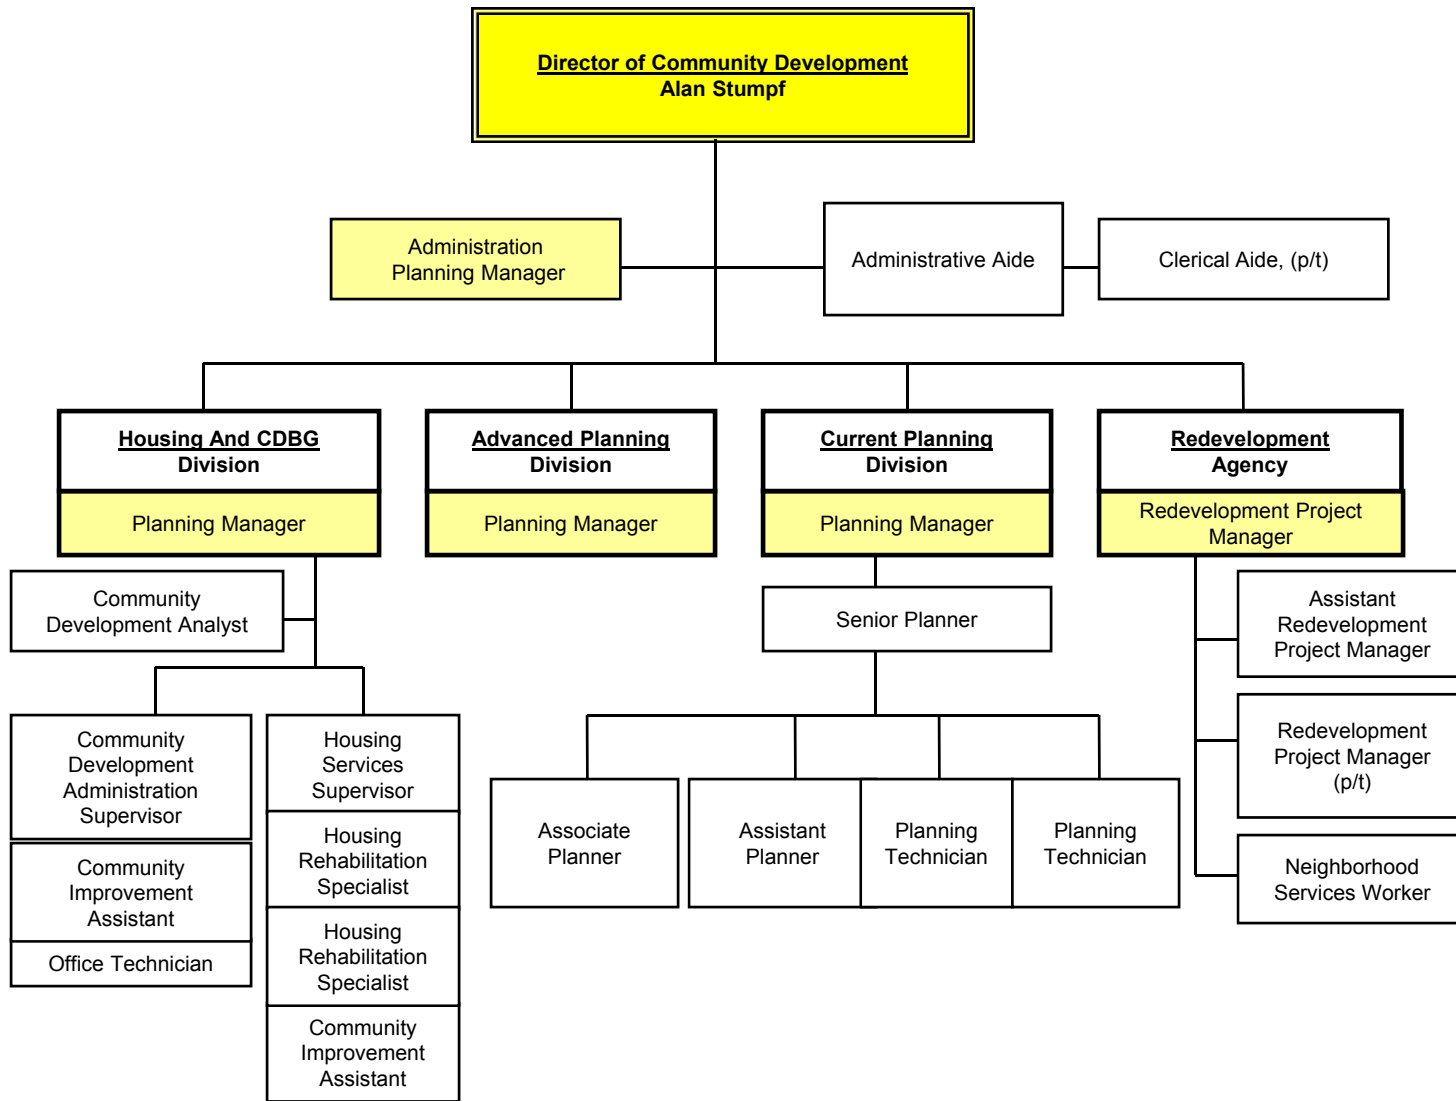 Director of Community Development
Alan Stumpf
Administration
Planning Manager
Administrative Aide
Clerical Aide, (p/t)
Housing And CDBG
Division
Planning Manager
Advanced Planning
Division
Planning Manager
Current Planning
Division
Planning Manager
Redevelopment
Agency
Redevelopment Project
Manager
Community
Development Analyst
Community
Development
Administration
Supervisor
Community
Improvement
Assistant
Office Technician
Housing
Services
Supervisor
Housing
Rehabilitation
Specialist
Housing
Rehabilitation
Specialist
Community
Improvement
Assistant
Senior Planner
Associate
Planner
Assistant
Planner
Planning
Technician
Planning
Technician
Assistant
Redevelopment
Project Manager
Redevelopment
Project Manager
(p/t)
Neighborhood
Services Worker